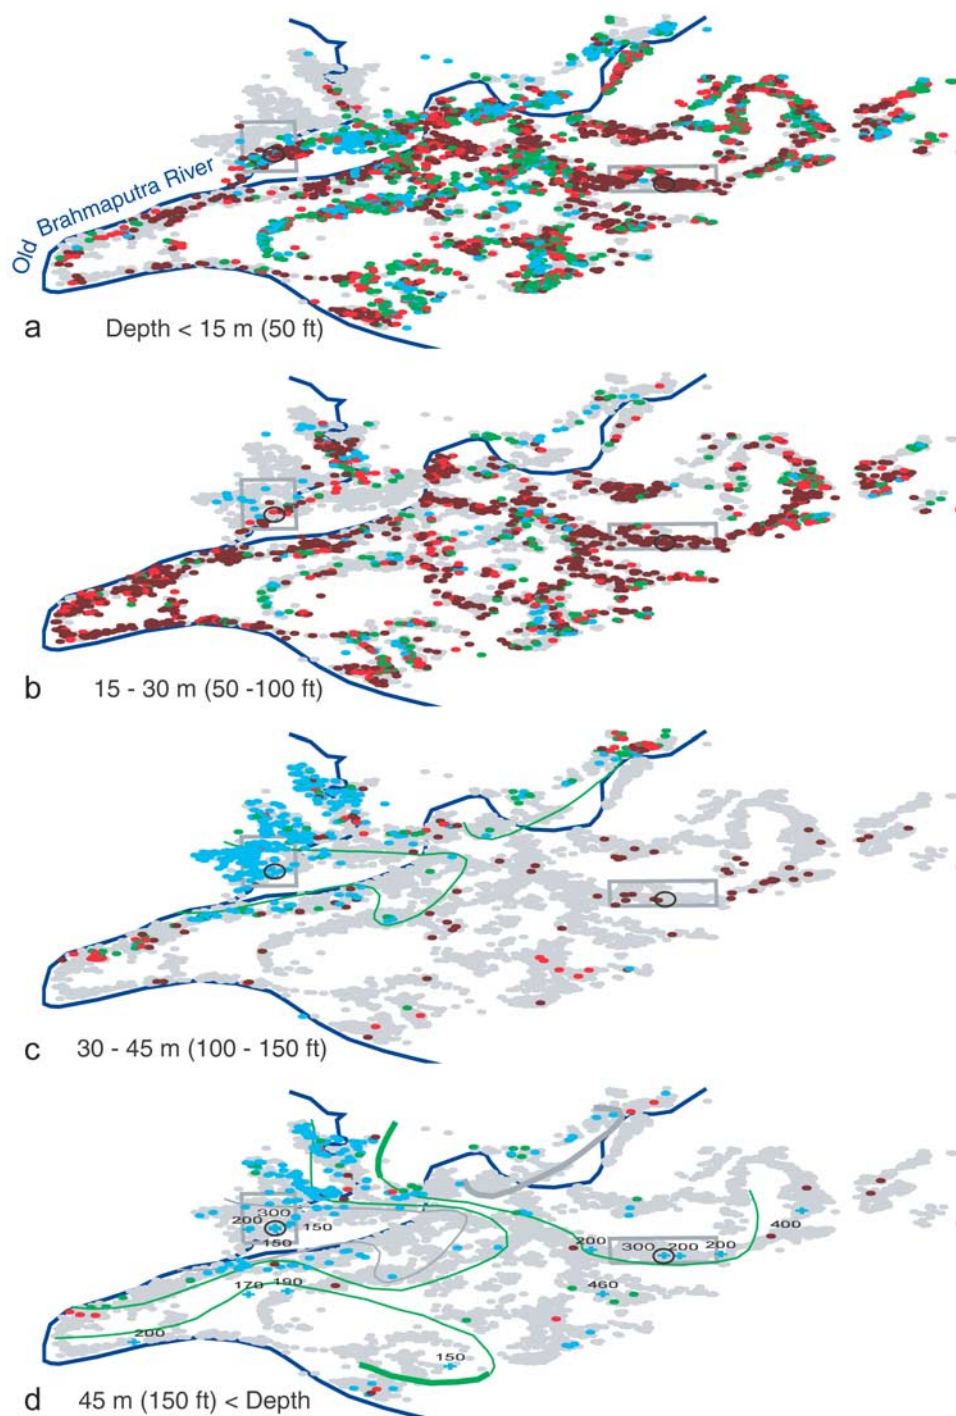 Old Brahmaputra River
a Depth < 15 m (50 ft)
b 15 - 30 m (50 -100 ft)
c 30 - 45 m (100 - 150 ft)
300
200 150
150
400
200 300 200 200
170 190 460
200
150
d 45 m (150 ft) < Depth